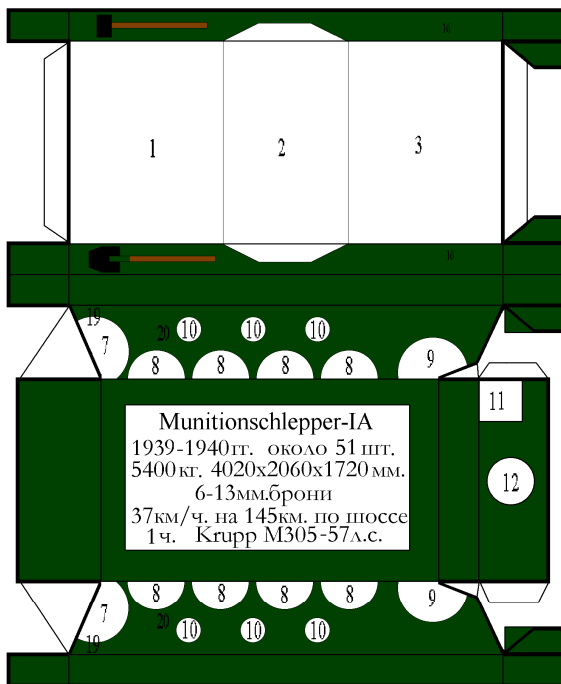 16
1 2 3
16
19 7 20 10 10 10
8 8 8 8 9
11
12
Munitionschlepper-IA
1939-1940гг. около 51 шт.
5400кг. 4020x2060x1720мм.
6-13мм.брони
37км/ч. на 145км. по шоссе
1ч. Krupp M305-57л.с.
7 8 8 8 8 9
19 20 10 10 10